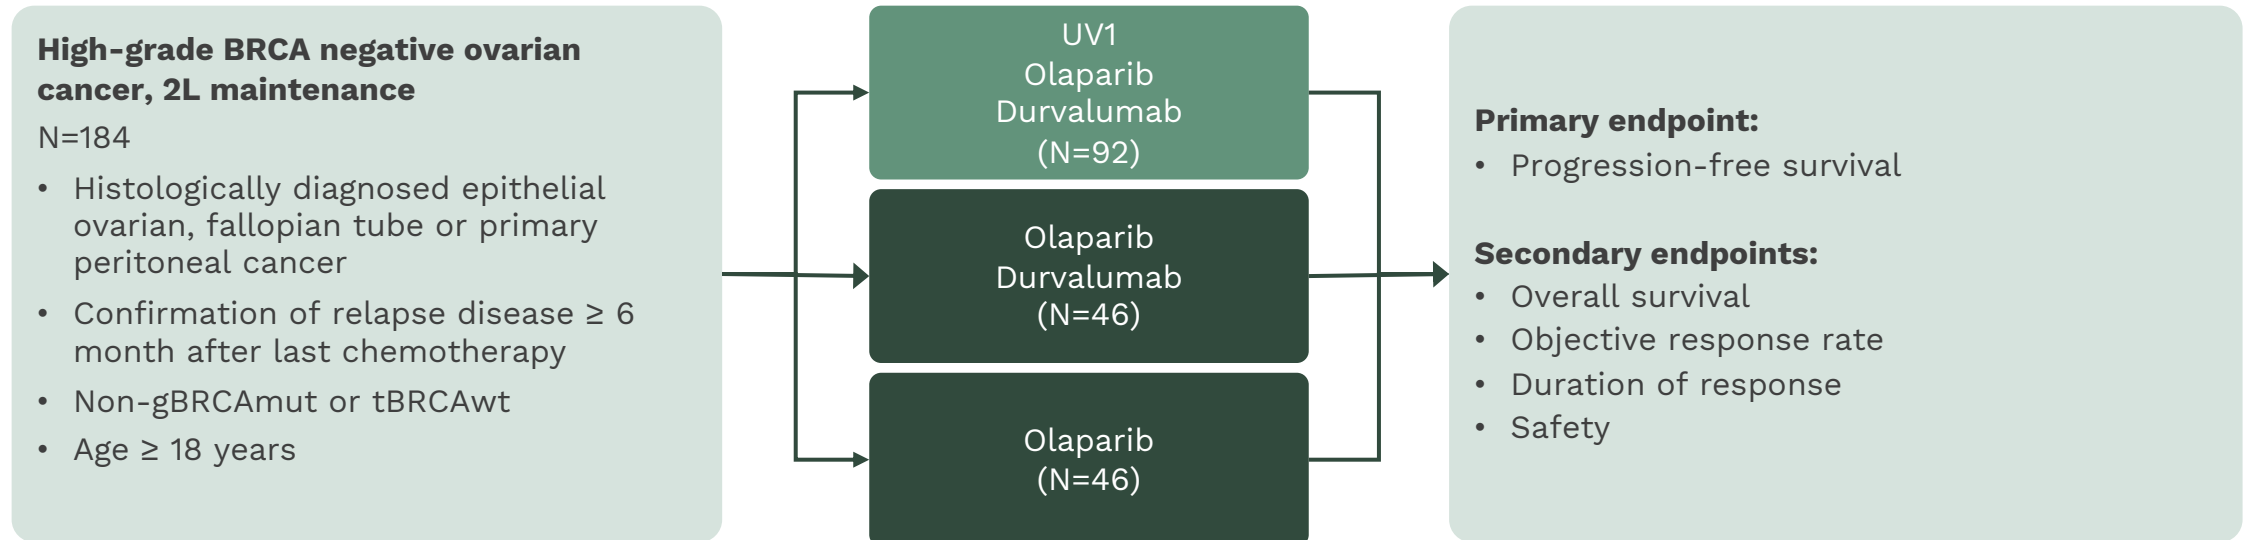 High-grade BRCA negative ovarian
cancer, 2L maintenance
N=184
• Histologically diagnosed epithelial
ovarian, fallopian tube or primary
peritoneal cancer
• Confirmation of relapse disease ≥ 6
month after last chemotherapy
• Non-gBRCAmut or tBRCAwt
• Age ≥ 18 years
UV1
Olaparib
Durvalumab
(N=92)
Olaparib
Durvalumab
(N=46)
Olaparib
(N=46)
Primary endpoint:
• Progression-free survival
Secondary endpoints:
• Overall survival
• Objective response rate
• Duration of response
• Safety